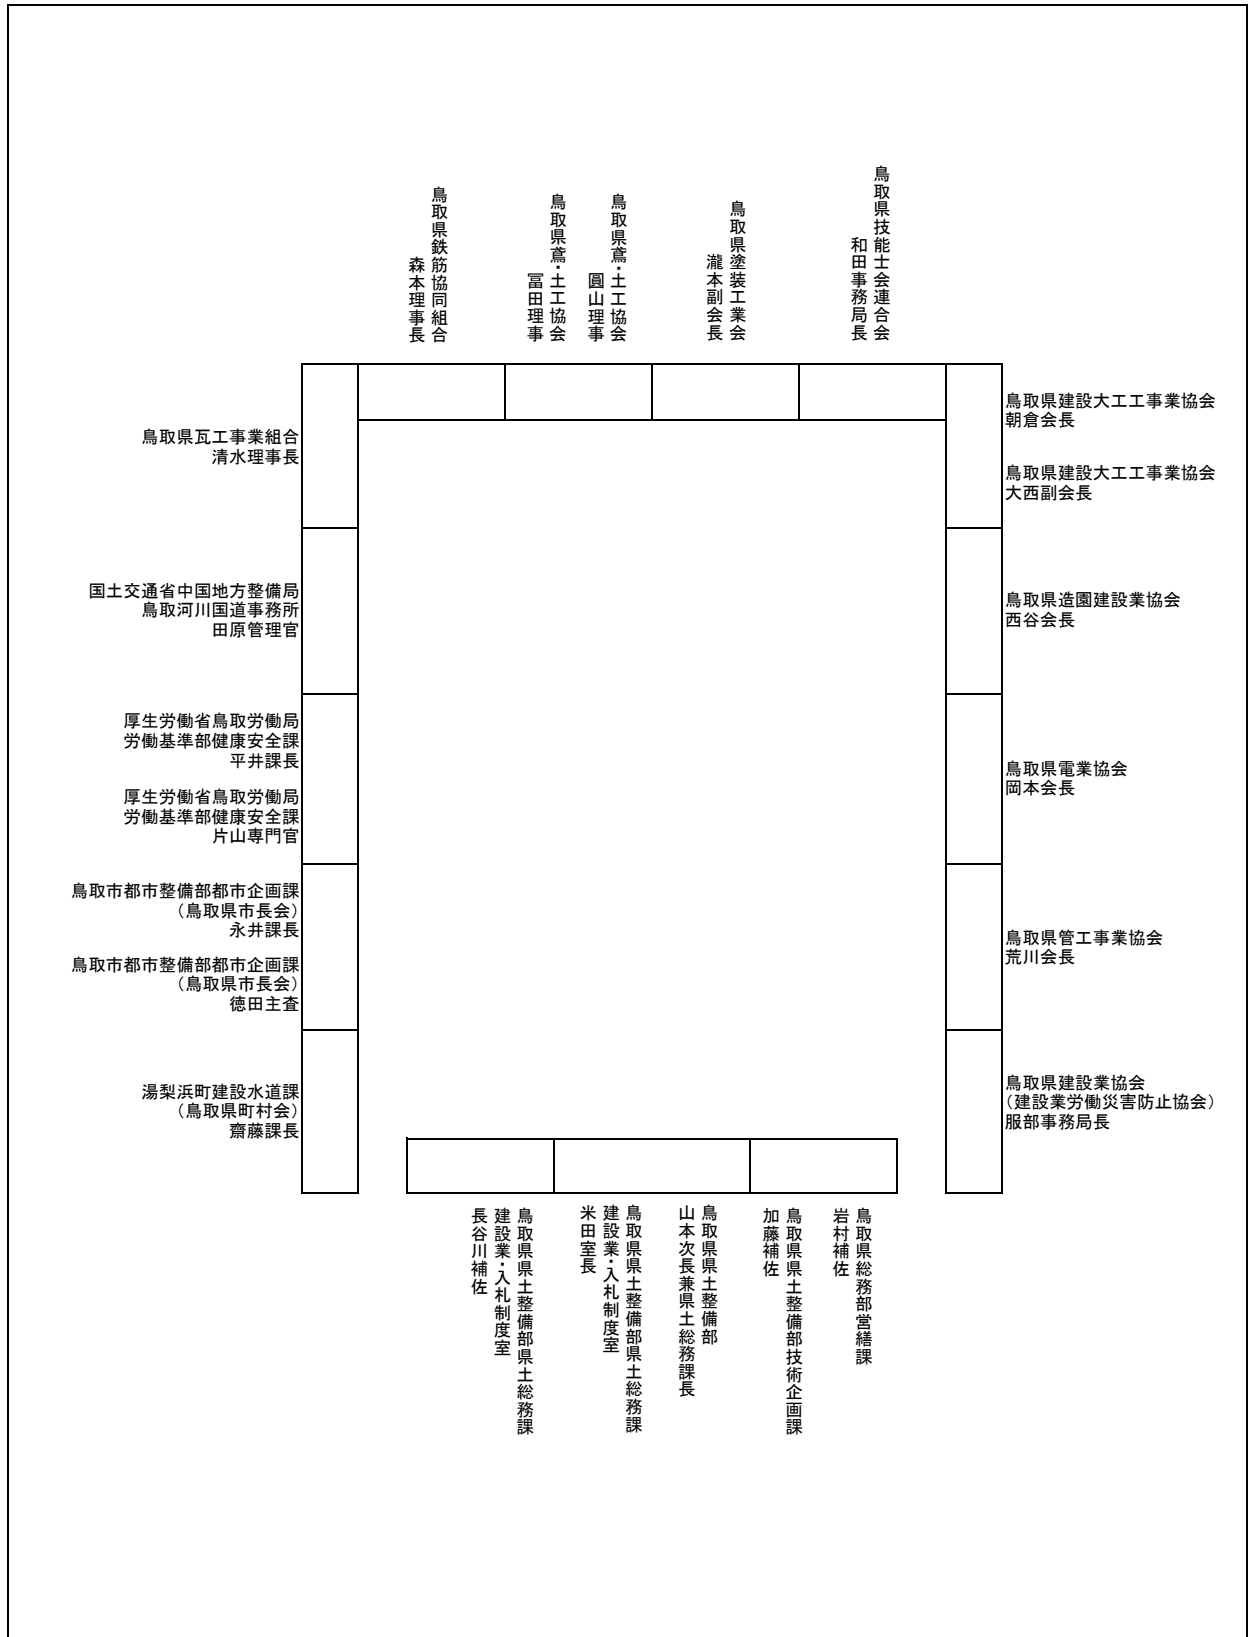 鳥取県鉄筋協同組合
森本理事長
鳥取県鳶・土工協会
冨田理事
鳥取県鳶・土工協会
圓山理事
鳥取県塗装工業会
瀧本副会長
鳥取県技能士会連合会
和田事務局長
鳥取県瓦工事業組合
清水理事長
国土交通省中国地方整備局
鳥取河川国道事務所
田原管理官
厚生労働省鳥取労働局
労働基準部健康安全課
平井課長
厚生労働省鳥取労働局
労働基準部健康安全課
片山専門官
鳥取市都市整備部都市企画課
（鳥取県市長会）
永井課長
鳥取市都市整備部都市企画課
（鳥取県市長会）
徳田主査
湯梨浜町建設水道課
（鳥取県町村会）
齋藤課長
鳥取県建設大工工事業協会
朝倉会長
鳥取県建設大工工事業協会
大西副会長
鳥取県造園建設業協会
西谷会長
鳥取県電業協会
岡本会長
鳥取県管工事業協会
荒川会長
鳥取県建設業協会
（建設業労働災害防止協会）
服部事務局長
鳥取県県土整備部県土総務課
建設業・入札制度室
長谷川補佐
鳥取県県土整備部県土総務課
建設業・入札制度室
米田室長
鳥取県県土整備部
山本次長兼県土総務課長
鳥取県県土整備部技術企画課
加藤補佐
鳥取県総務部営繕課
岩村補佐